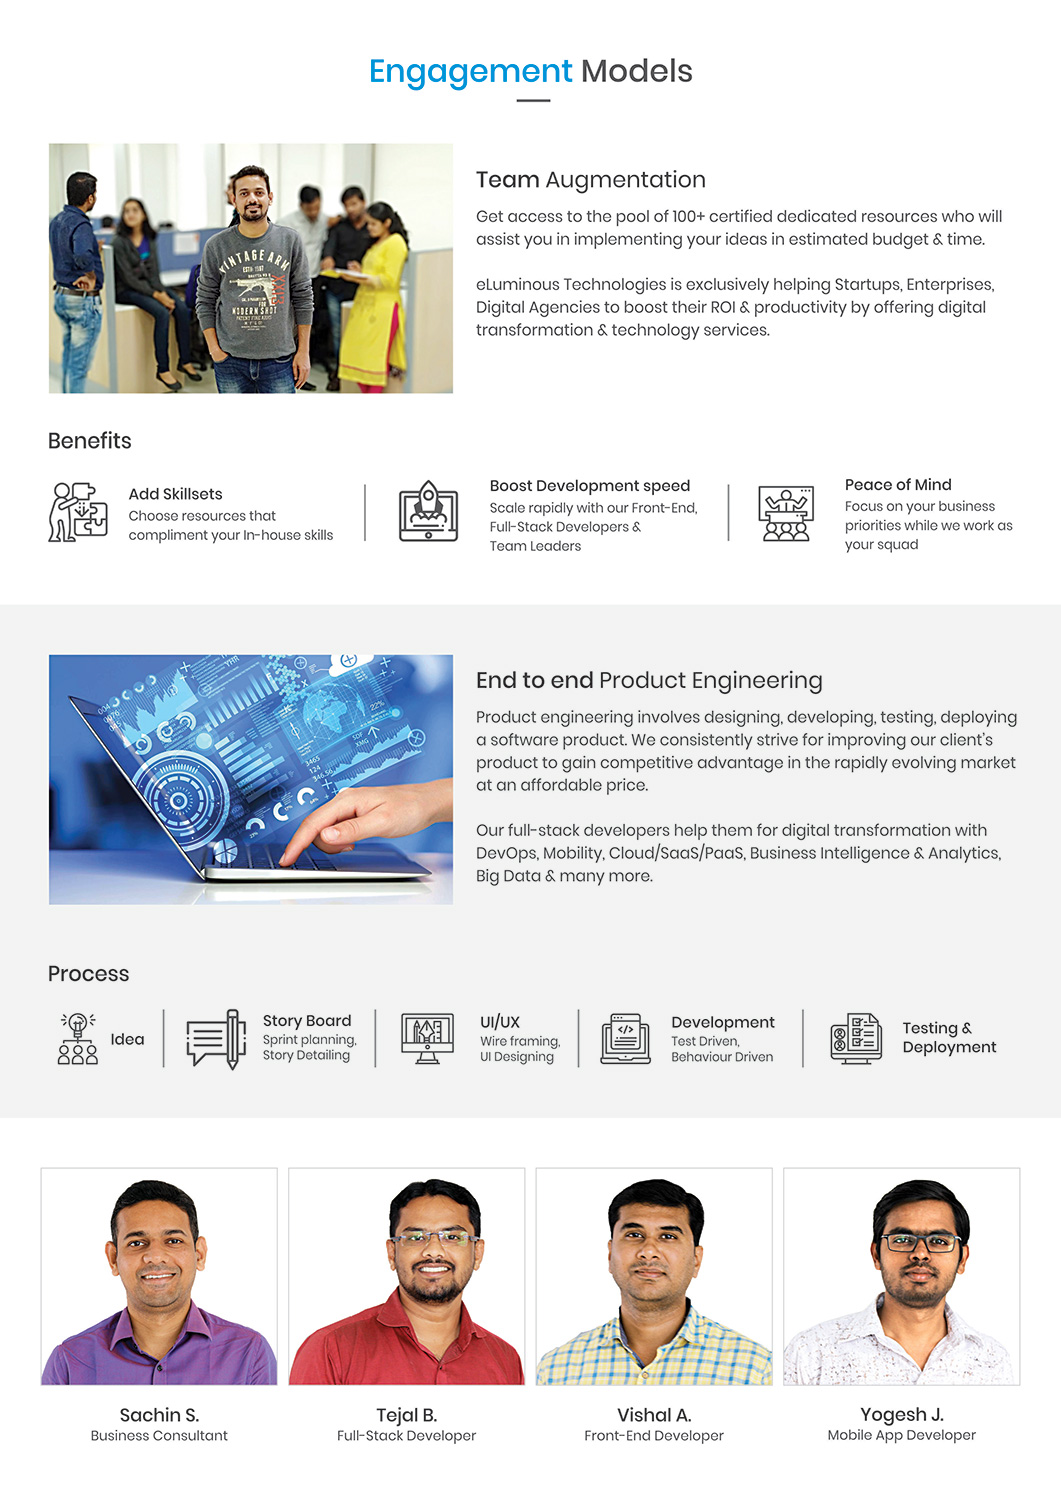 Engagement Models
VINTAGE ARM
ESTD: 1187
MODERN SHOT
Team Augmentation
Get access to the pool of 100+ certified dedicated resources who will
assist you in implementing your ideas in estimated budget & time.
eLuminous Technologies is exclusively helping Startups, Enterprises,
Digital Agencies to boost their ROI & productivity by offering digital
transformation & technology services.
Benefits
Add Skillsets
Choose resources that
compliment your In-house skills
Boost Development speed
Scale rapidly with our Front-End,
Full-Stack Developers &
Team Leaders
Peace of Mind
Focus on your business
priorities while we work as
your squad
End to end Product Engineering
Product engineering involves designing, developing, testing, deploying
a software product. We consistently strive for improving our client's
product to gain competitive advantage in the rapidly evolving market
at an affordable price.
Our full-stack developers help them for digital transformation with
DevOps, Mobility, Cloud/SaaS/PaaS, Business Intelligence & Analytics,
Big Data & many more.
Process
Idea
Story Board
Sprint planning,
Story Detailing
UI/UX
Wire framing,
UI Designing
Development
Test Driven,
Behaviour Driven
Testing &
Deployment
Sachin S.
Business Consultant
Tejal B.
Full-Stack Developer
Vishal A.
Front-End Developer
Yogesh J.
Mobile App Developer